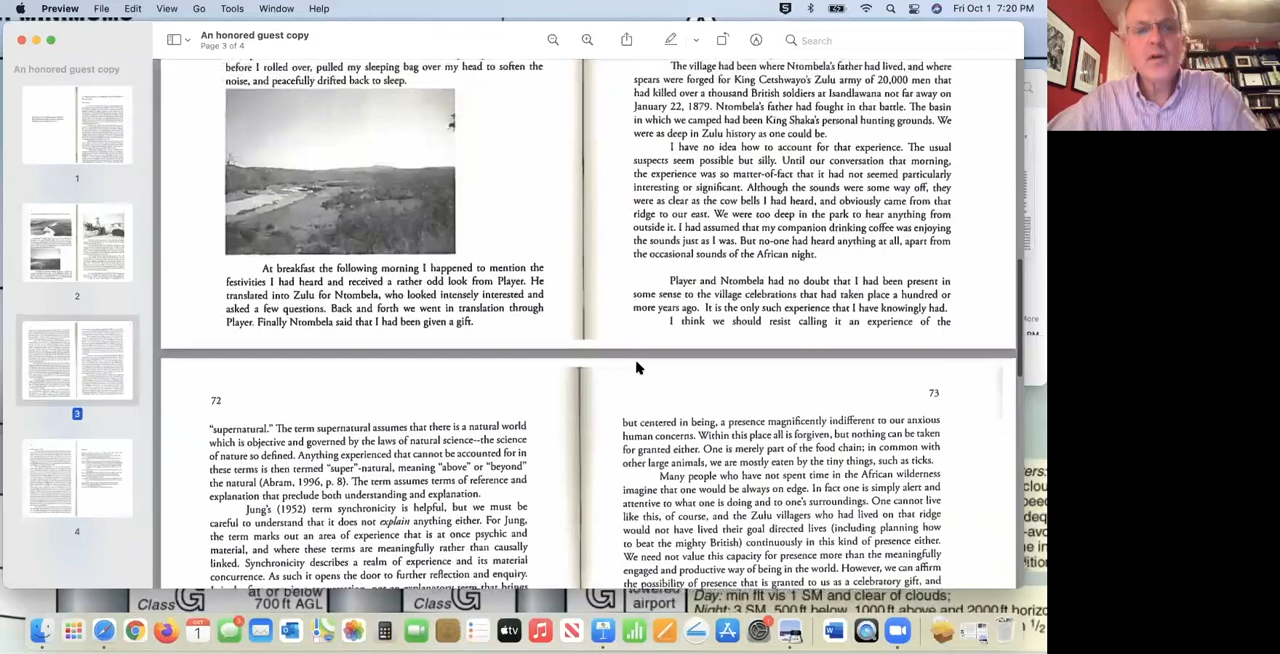 Preview File Edit View Go Tools Window Help
Fri Oct 1 7:20 PM
An honored guest copy
Page 3 of 4
Search
An honored guest copy
1
2
3
4
before I rolled over, pulled my sleeping bag over my head to soften the
noise, and peacefully drifted back to sleep.
At breakfast the following morning I happened to mention the
festivities I had heard and received a rather odd look from Player. He
translated into Zulu for Ntombela, who looked intensely interested and
asked a few questions. Back and forth we went in translation through
Player. Finally Ntombela said that I had been given a gift.
The village had been where Ntombela's father had lived, and where
spears were forged for King Cetshwayo's Zulu army of 20,000 men that
had killed over a thousand British soldiers at Isandlawana not far away on
January 22, 1879. Ntombela's father had fought in that battle. The basin
in which we camped had been King Shaka's personal hunting grounds. We
were as deep in Zulu history as one could be.
I have no idea how to account for that experience. The usual
suspects seem possible but silly. Until our conversation that morning,
the experience was so matter-of-fact that it had not seemed particularly
interesting or significant. Although the sounds were some way off, they
were as clear as the cow bells I had heard, and obviously came from that
ridge to our east. We were too deep in the park to hear anything from
outside it. I had assumed that my companion drinking coffee was enjoying
the sounds just as I was. But no-one had heard anything at all, apart from
the occasional sounds of the African night.
Player and Ntombela had no doubt that I had been present in
some sense to the village celebrations that had taken place a hundred or
more years ago. It is the only such experience that I have knowingly had.
I think we should resist calling it an experience of the
72
"supernatural." The term supernatural assumes that there is a natural world
which is objective and governed by the laws of natural science--the science
of nature so defined. Anything experienced that cannot be accounted for in
these terms is then termed "super"-natural, meaning "above" or "beyond"
the natural (Abram, 1996, p. 8). The term assumes terms of reference and
explanation that preclude both understanding and explanation.
Jung's (1952) term synchronicity is helpful, but we must be
careful to understand that it does not explain anything either. For Jung,
the term marks out an area of experience that is at once psychic and
material, and where these terms are meaningfully rather than causally
linked. Synchronicity describes a realm of experience and its material
concurrence. As such it opens the door to further reflection and enquiry.
73
but centered in being, a presence magnificently indifferent to our anxious
human concerns. Within this place all is forgiven, but nothing can be taken
for granted either. One is merely part of the food chain; in common with
other large animals, we are mostly eaten by the tiny things, such as ticks.
Many people who have not spent time in the African wilderness
imagine that one would be always on edge. In fact one is simply alert and
attentive to what one is doing and to one's surroundings. One cannot live
like this, of course, and the Zulu villagers who had lived on that ridge
would not have lived their goal directed lives (including planning how
to beat the mighty British) continuously in this kind of presence either.
We need not value this capacity for presence more than the meaningfully
engaged and productive way of being in the world. However, we can affirm
the possibility of presence that is granted to us as a celebratory gift, and
Class G
at or below
700 ft AGL
Class G
G
airport
Day: min flt vis 1 SM and clear of clouds;
Night: 3 SM, 500 ft below, 1000 ft above and 2000 ft horizo